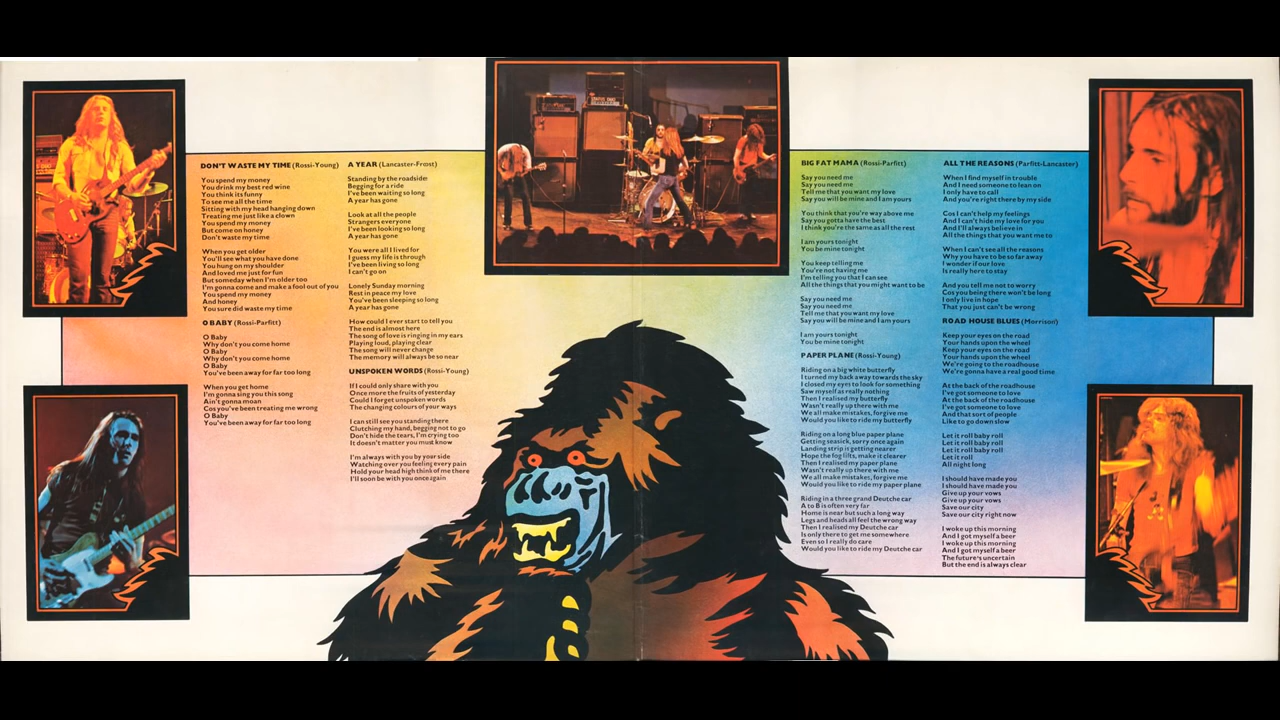 DON'T WASTE MY TIME (Rossi-Young)
You spend my money
You drink my best red wine
You think its funny
To see me all the time
Sitting with my head hanging down
Treating me just like a clown
You spend my money
But come on honey
Don't waste my time
When you get older
You'll see what you have done
You hung on my shoulder
And loved me just for fun
But someday when I'm older too
I'm gonna come and make a fool out of you
You spend my money
And honey
You sure did waste my time
O BABY (Rossi-Parfitt)
O Baby
Why don't you come home
O Baby
Why don't you come home
O Baby
You've been away for far too long
When you get home
I'm gonna sing you this song
Ain't gonna moan
Cos you've been treating me wrong
O Baby
You've been away for far too long
A YEAR (Lancaster-Frost)
Standing by the roadside
Begging for a ride
I've been waiting so long
A year has gone
Look at all the people
Strangers everyone
I've been looking so long
A year has gone
You were all I lived for
I guess my life is through
I've been living so long
I can't go on
Lonely Sunday morning
Rest in peace my love
You've been sleeping so long
A year has gone
How could I ever start to tell you
The end is almost here
The song of love is ringing in my ears
Playing loud, playing clear
The song will never change
The memory will always be so near
UNSPOKEN WORDS (Rossi-Young)
If I could only share with you
Once more the fruits of yesterday
Could I forget unspoken words
The changing colours of your ways
I can still see you standing there
Clutching my hand, begging not to go
Don't hide the tears, I'm crying too
It doesn't matter you must know
I'm always with you by your side
Watching over you feeling every pain
Hold your head high think of me there
I'll soon be with you once again
BIG FAT MAMA (Rossi-Parfitt)
Say you need me
Say you need me
Tell me that you want my love
Say you will be mine and I am yours
You think that you're way above me
Say you gotta have the best
I think you're the same as all the rest
I am yours tonight
You be mine tonight
You keep telling me
You're not having me
I'm telling you that I can see
All the things that you might want to be
Say you need me
Say you need me
Tell me that you want my love
Say you will be mine and I am yours
I am yours tonight
You be mine tonight
PAPER PLANE (Rossi-Young)
Riding on a big white butterfly
I turned my back away towards the sky
I closed my eyes to look for something
Saw myself as really nothing
Then I realised my butterfly
Wasn't really up there with me
We all make mistakes, forgive me
Would you like to ride my butterfly
Riding on a long blue paper plane
Getting seasick, sorry once again
Landing strip is getting nearer
Hope the fog lifts, make it clearer
Then I realised my paper plane
Wasn't really up there with me
We all make mistakes, forgive me
Would you like to ride my paper plane
Riding in a three grand Deutche car
A to B is often very far
Home is near but such a long way
Legs and heads all feel the wrong way
Then I realised my Deutche car
Is only there to get me somewhere
Even so I really do care
Would you like to ride my Deutche car
ALL THE REASONS (Parfitt-Lancaster)
When I find myself in trouble
And I need someone to lean on
I only have to call
And you're right there by my side
Cos I can't help my feelings
And I can't hide my love for you
And I'll always believe in
All the things that you want me to
When I can't see all the reasons
Why you have to be so far away
I wonder if our love
Is really here to stay
And you tell me not to worry
Cos you being there won't be long
I only live in hope
That you just can't be wrong
ROAD HOUSE BLUES (Morrison)
Keep your eyes on the road
Your hands upon the wheel
Keep your eyes on the road
Your hands upon the wheel
We're going to the roadhouse
We're gonna have a real good time
At the back of the roadhouse
I've got someone to love
At the back of the roadhouse
I've got someone to love
And that sort of people
Like to go down slow
Let it roll baby roll
Let it roll baby roll
Let it roll baby roll
Let it roll
All night long
I should have made you
I should have made you
Give up your vows
Give up your vows
Save our city
Save our city right now
I woke up this morning
And I got myself a beer
I woke up this morning
And I got myself a beer
The future's uncertain
But the end is always clear